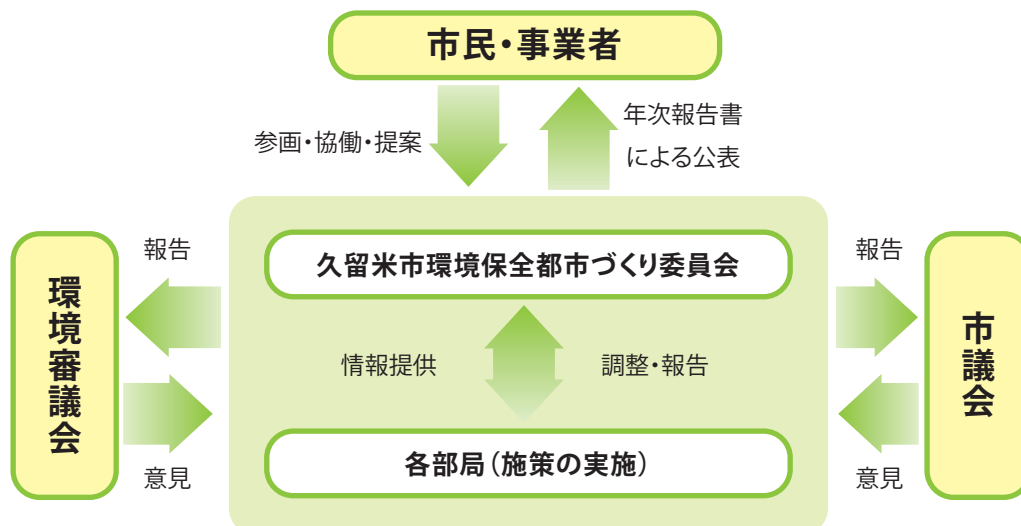 市民・事業者
参画・協働・提案
年次報告書
による公表
報告
環境審議会
意見
久留米市環境保全都市づくり委員会
情報提供
調整・報告
各部局（施策の実施）
報告
市議会
意見